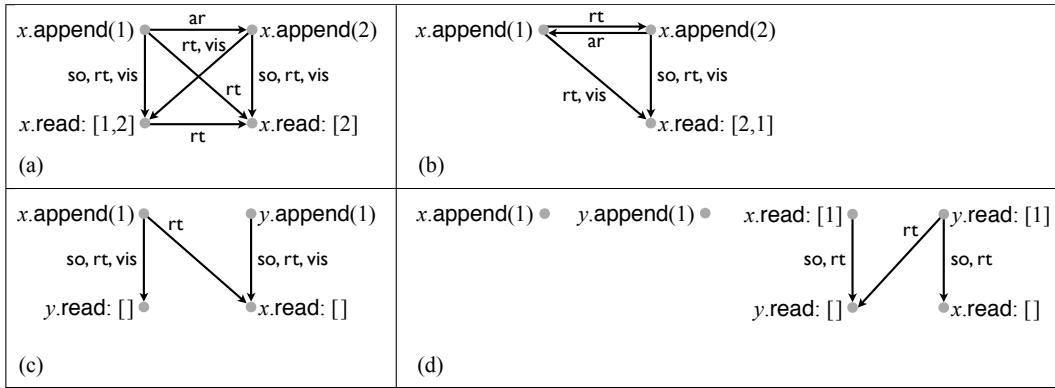 x.append(1) ar x.append(2)
rt, vis
so, rt, vis so, rt, vis
rt
x.read: [1,2] x.read: [2]
rt
(a)
rt
x.append(1) x.append(2)
ar
so, rt, vis
rt, vis
x.read: [2,1]
(b)
x.append(1) y.append(1)
rt
so, rt, vis so, rt, vis
y.read: [] x.read: []
(c)
x.append(1) y.append(1) x.read: [1] y.read: [1]
rt
so, rt so, rt
y.read: [] x.read: []
(d)